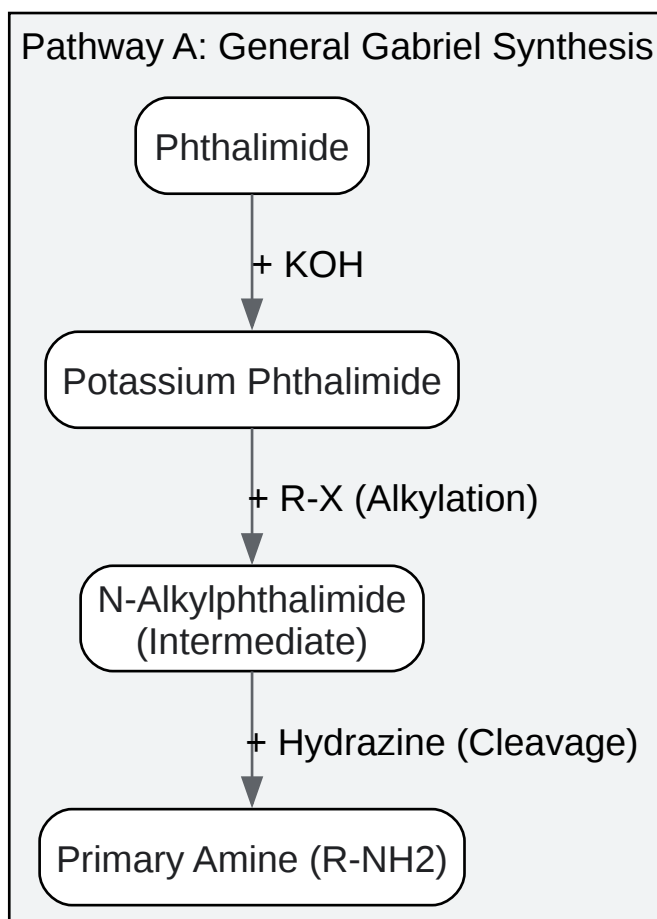 Pathway A: General Gabriel Synthesis
Phthalimide
+ KOH
Potassium Phthalimide
+ R-X (Alkylation)
N-Alkylphthalimide
(Intermediate)
+ Hydrazine (Cleavage)
Primary Amine (R-NH2)